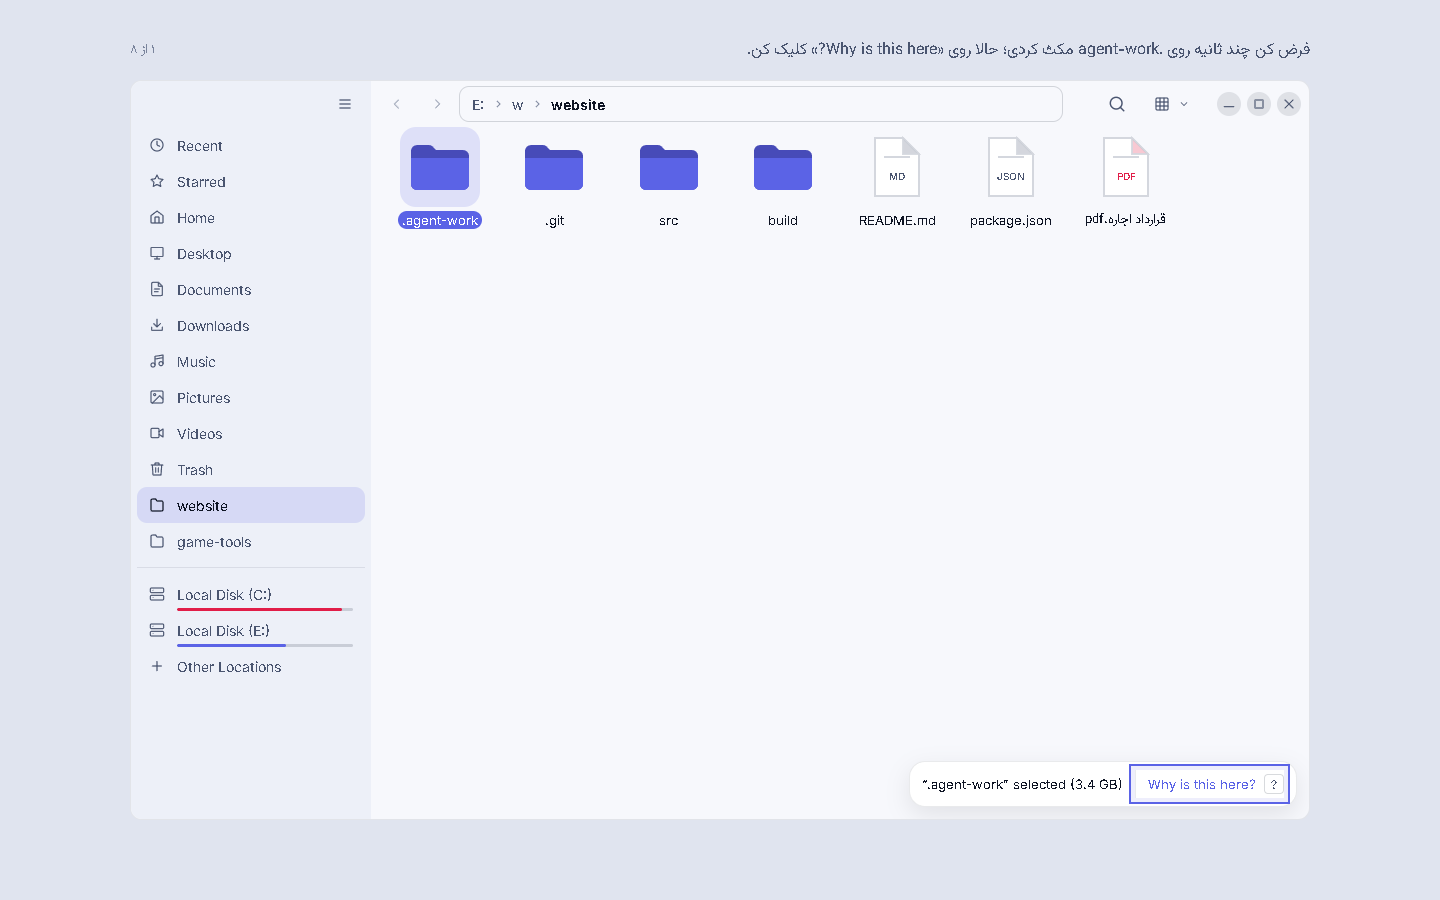 فرض کن چند ثانیه روی .agent-work مکث کردی؛ حالا روی «Why is this here?» کلیک کن.
۱ از ۸
E: › w › website
Recent
Starred
Home
Desktop
Documents
Downloads
Music
Pictures
Videos
Trash
website
game-tools
Local Disk (C:)
Local Disk (E:)
Other Locations
MD
JSON
PDF
.agent-work
.git
src
build
README.md
package.json
قرارداد اجاره.pdf
“.agent-work” selected (3.4 GB)
Why is this here? ?